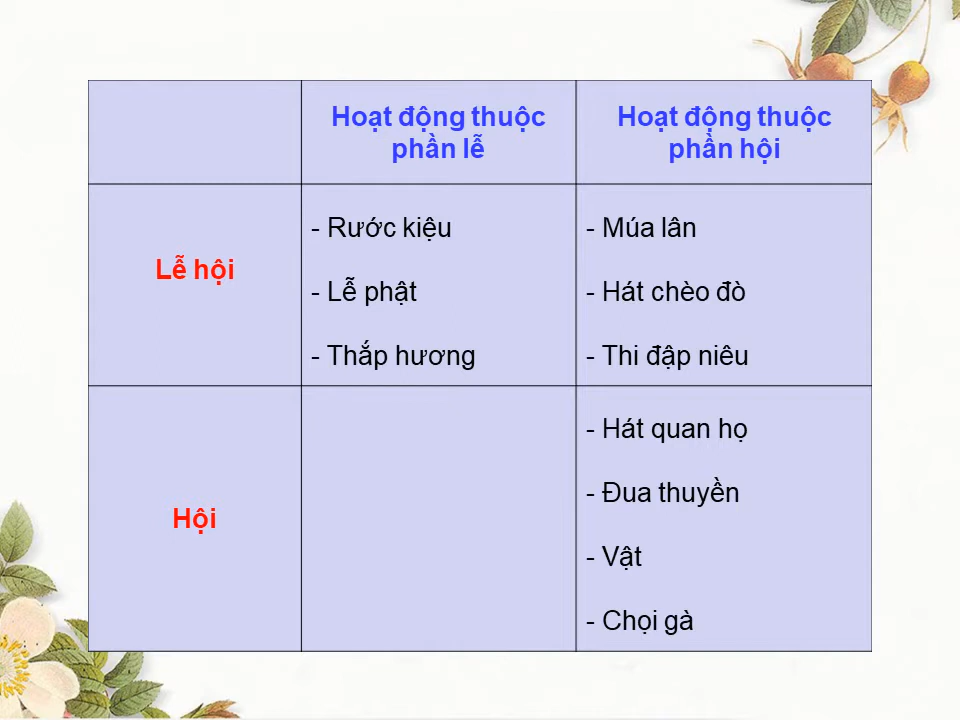 Hoạt động thuộc
phần lễ
Hoạt động thuộc
phần hội
Lễ hội
- Rước kiệu
- Lễ phật
- Thắp hương
- Múa lân
- Hát chèo đò
- Thi đập niêu
Hội
- Hát quan họ
- Đua thuyền
- Vật
- Chọi gà